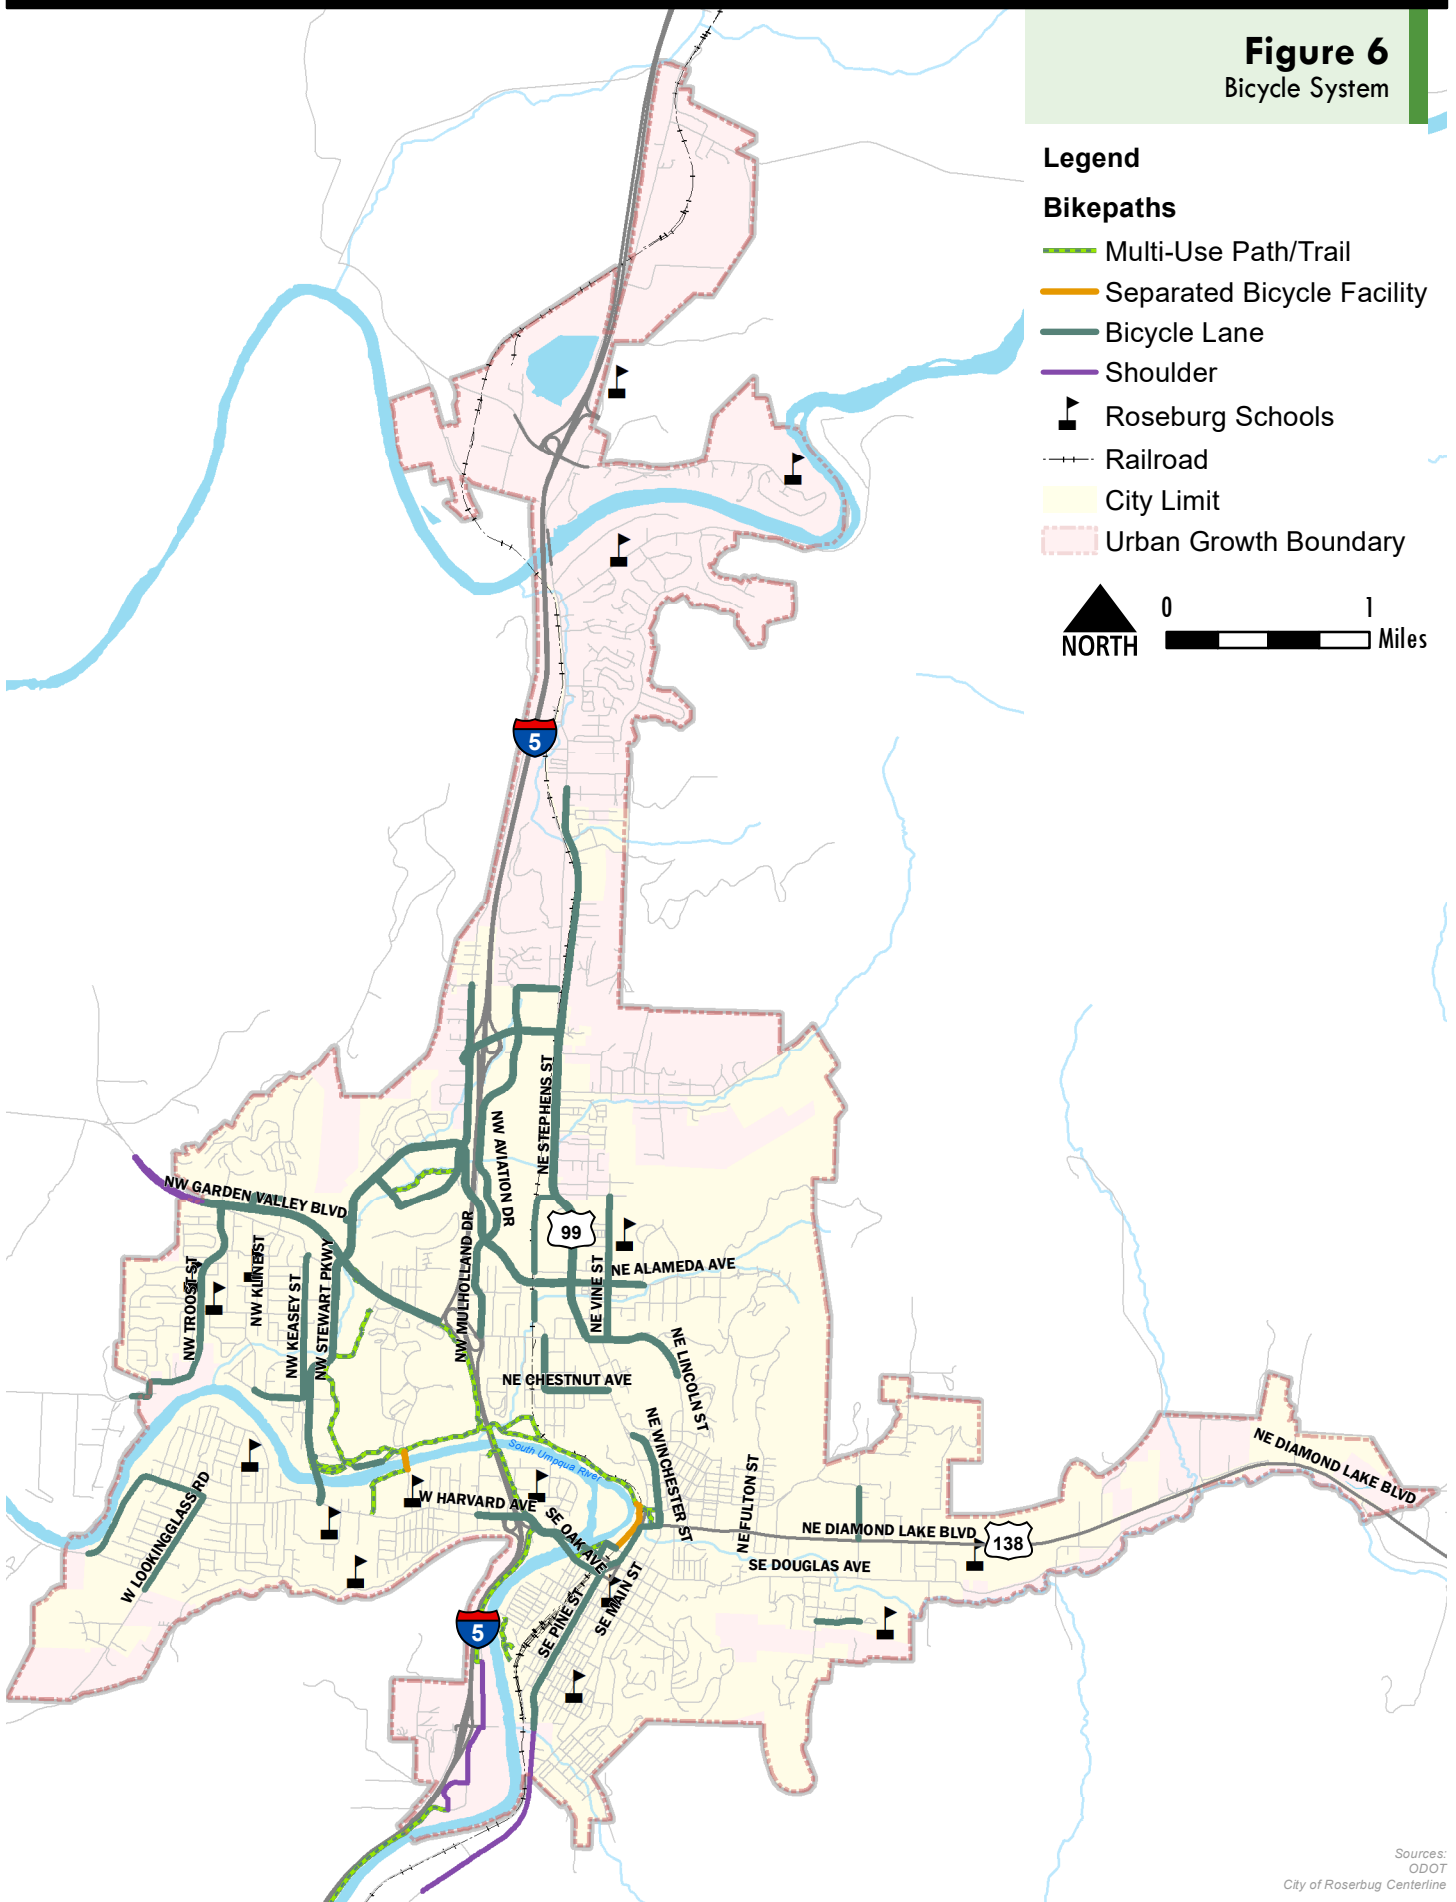 Figure 6
Bicycle System
Legend
Bikepaths
Multi-Use Path/Trail
Separated Bicycle Facility
Bicycle Lane
Shoulder
Roseburg Schools
Railroad
City Limit
Urban Growth Boundary
NORTH
0 1
Miles
5
NE STEPHENS ST
NW AVIATION DR
NW GARDEN VALLEY BLVD
99
NW MULHOLLAND DR
NW TROOST ST
NW KLINE ST
NW KEASEY ST
NW STEWART PKWY
NE VINE ST
NE ALAMEDA AVE
NE LINCOLN ST
NE CHESTNUT AVE
NE WINCHESTER ST
NE FULTON ST
South Umpqua River
NE DIAMOND LAKE BLVD
W LOOKINGGLASS RD
W HARVARD AVE
SE OAK AVE
NE DIAMOND LAKE BLVD
138
SE DOUGLAS AVE
SE PINE ST
SE MAIN ST
5
Sources:
ODOT
City of Roserbug Centerline